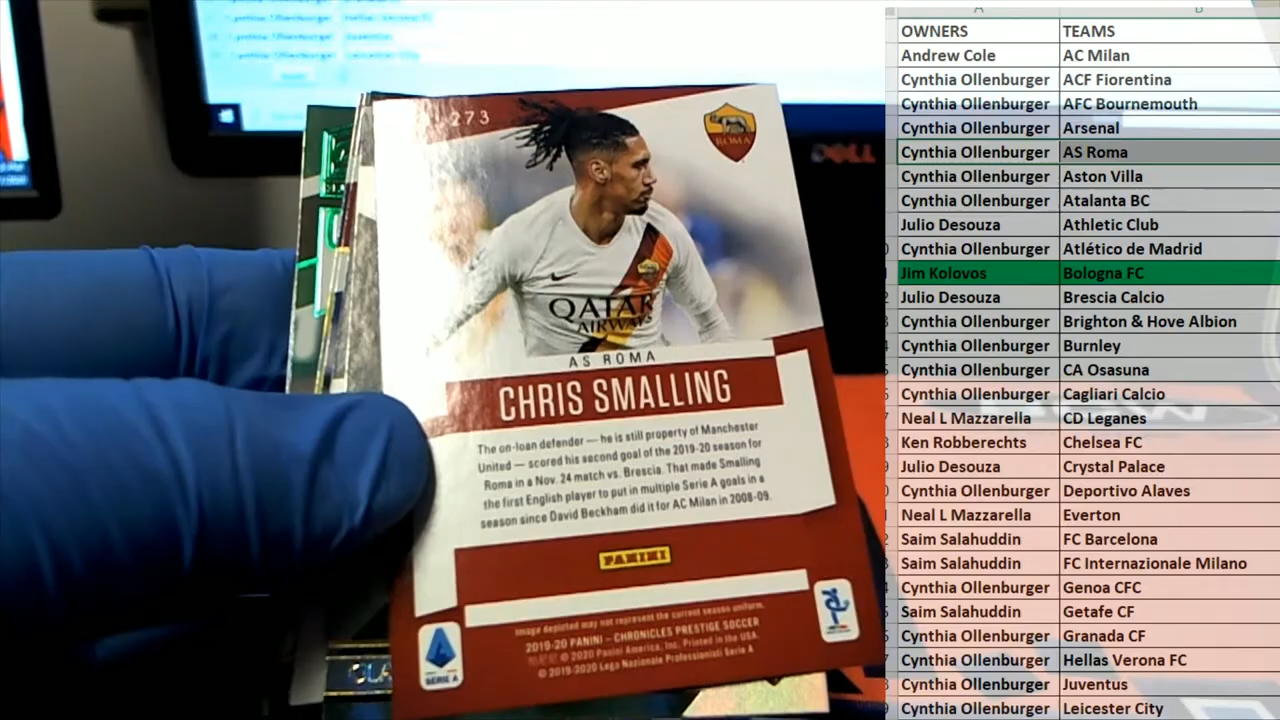 273
ROMA
DELL
QATAR
AIRWAYS
AS ROMA
CHRIS SMALLING
The on-loan defender — he is still property of Manchester
United — scored his second goal of the 2019-20 season for
Roma in a Nov. 24 match vs. Brescia. That made Smalling
the first English player to put in multiple Serie A goals in a
season since David Beckham did it for AC Milan in 2008-09.
PANINI
Image depicted may not represent the current season uniform.
2019-20 PANINI – CHRONICLES PRESTIGE SOCCER
© 2020 Panini America, Inc. Printed in the USA.
© 2019-2020 Lega Nazionale Professionisti Serie A
SERIE A
A B
OWNERS TEAMS
Andrew Cole AC Milan
Cynthia Ollenburger ACF Fiorentina
Cynthia Ollenburger AFC Bournemouth
Cynthia Ollenburger Arsenal
Cynthia Ollenburger AS Roma
Cynthia Ollenburger Aston Villa
Cynthia Ollenburger Atalanta BC
Julio Desouza Athletic Club
Cynthia Ollenburger Atlético de Madrid
Jim Kolovos Bologna FC
Julio Desouza Brescia Calcio
Cynthia Ollenburger Brighton & Hove Albion
Cynthia Ollenburger Burnley
Cynthia Ollenburger CA Osasuna
Cynthia Ollenburger Cagliari Calcio
Neal L Mazzarella CD Leganes
Ken Robberechts Chelsea FC
Julio Desouza Crystal Palace
Cynthia Ollenburger Deportivo Alaves
Neal L Mazzarella Everton
Saim Salahuddin FC Barcelona
Saim Salahuddin FC Internazionale Milano
Cynthia Ollenburger Genoa CFC
Saim Salahuddin Getafe CF
Cynthia Ollenburger Granada CF
Cynthia Ollenburger Hellas Verona FC
Cynthia Ollenburger Juventus
Cynthia Ollenburger Leicester City